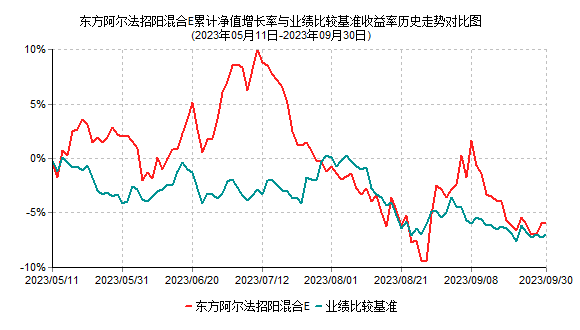 东方阿尔法招阳混合E累计净值增长率与业绩比较基准收益率历史走势对比图
(2023年05月11日-2023年09月30日)
10%
5%
0%
-5%
-10%
2023/05/11 2023/05/31 2023/06/20 2023/07/12 2023/08/01 2023/08/21 2023/09/08 2023/09/30
东方阿尔法招阳混合E 业绩比较基准